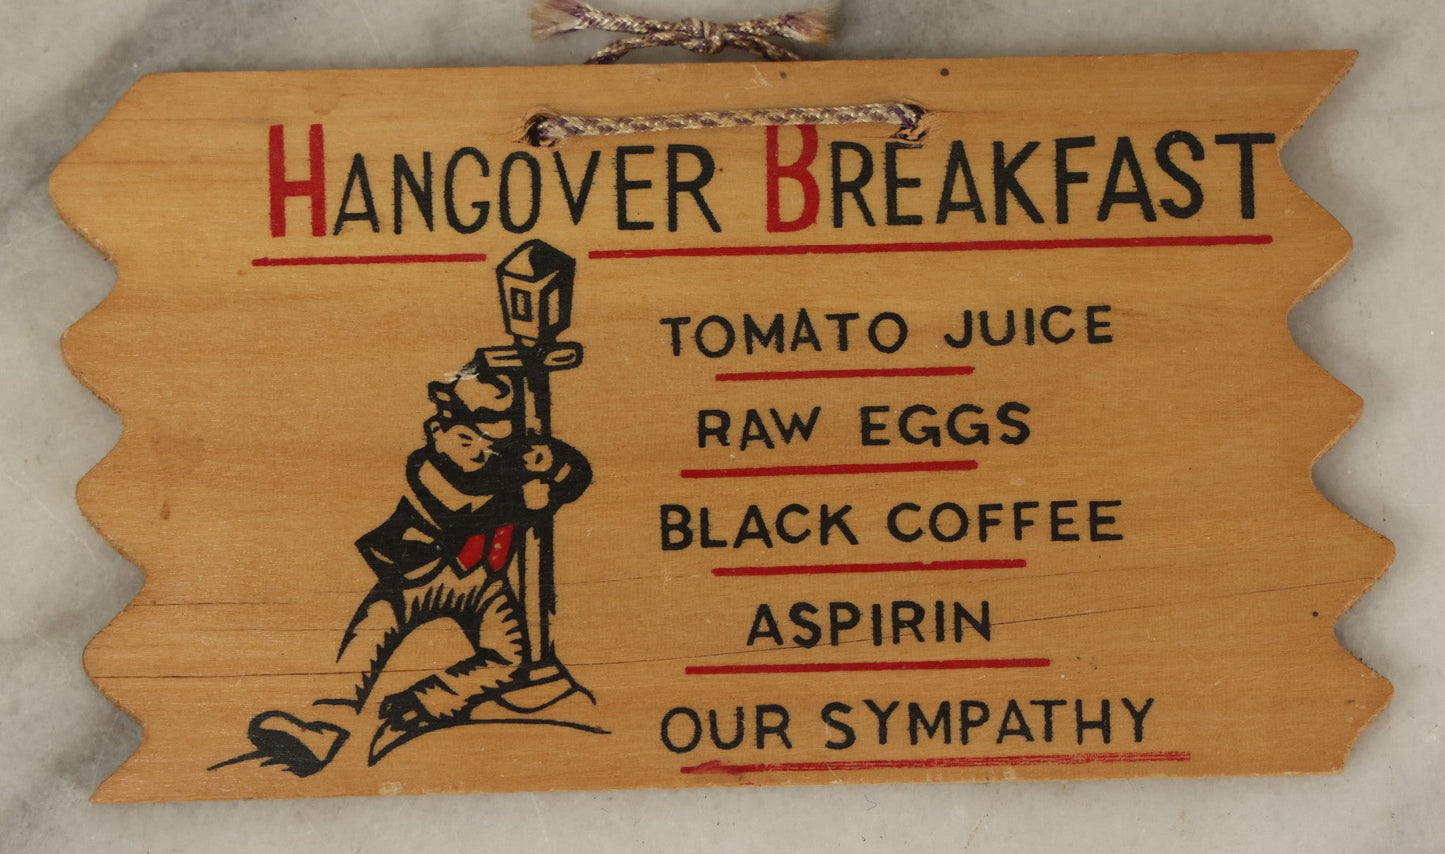 HANGOVER BREAKFAST
TOMATO JUICE
RAW EGGS
BLACK COFFEE
ASPIRIN
OUR SYMPATHY